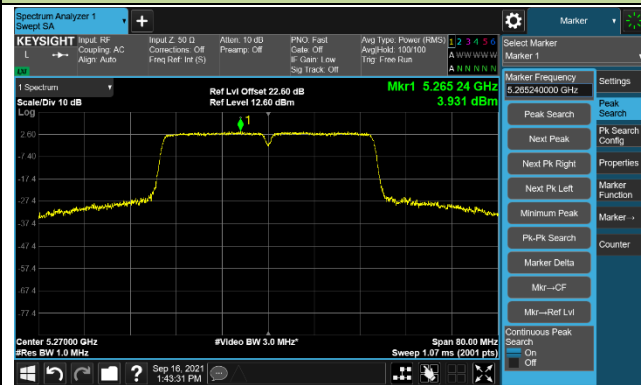 Spectrum Analyzer 1
Swept SA
+
Marker
KEYSIGHT
L
Input: RF
Coupling: AC
Align: Auto
Input Z: 50 Ω
Corrections: Off
Freq Ref: Int (S)
Atten: 10 dB
Preamp: Off
PNO: Fast
Gate: Off
IF Gain: Low
Sig Track: Off
Avg Type: Power (RMS)
Avg|Hold: 100/100
Trig: Free Run
1 2 3 4 5 6
A W W W W W
A N N N N N
Select Marker
Marker 1
1 Spectrum
Scale/Div 10 dB
Log
Ref Lvl Offset 22.60 dB
Ref Level 12.60 dBm
Mkr1 5.265 24 GHz
3.931 dBm
1
2.60
-7.40
-17.4
-27.4
-37.4
-47.4
-57.4
-67.4
-77.4
Center 5.27000 GHz
#Res BW 1.0 MHz
#Video BW 3.0 MHz*
Span 80.00 MHz
Sweep 1.07 ms (2001 pts)
Marker Frequency
5.265240000 GHz
Peak Search
Next Peak
Next Pk Right
Next Pk Left
Minimum Peak
Pk-Pk Search
Marker Delta
Mkr→CF
Mkr→Ref Lvl
Continuous Peak
Search
On
Off
Settings
Peak
Search
Pk Search
Config
Properties
Marker
Function
Marker→
Counter
?
Sep 16, 2021
1:43:31 PM